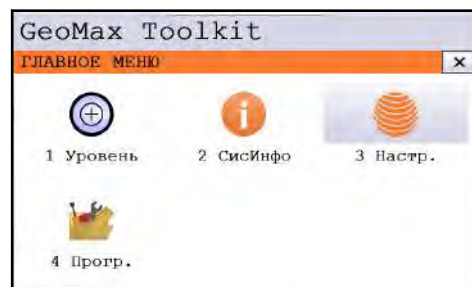 GeoMax Toolkit
ГЛАВНОЕ МЕНЮ
1 Уровень 2 СисИнфо 3 Настр.
4 Прогр.